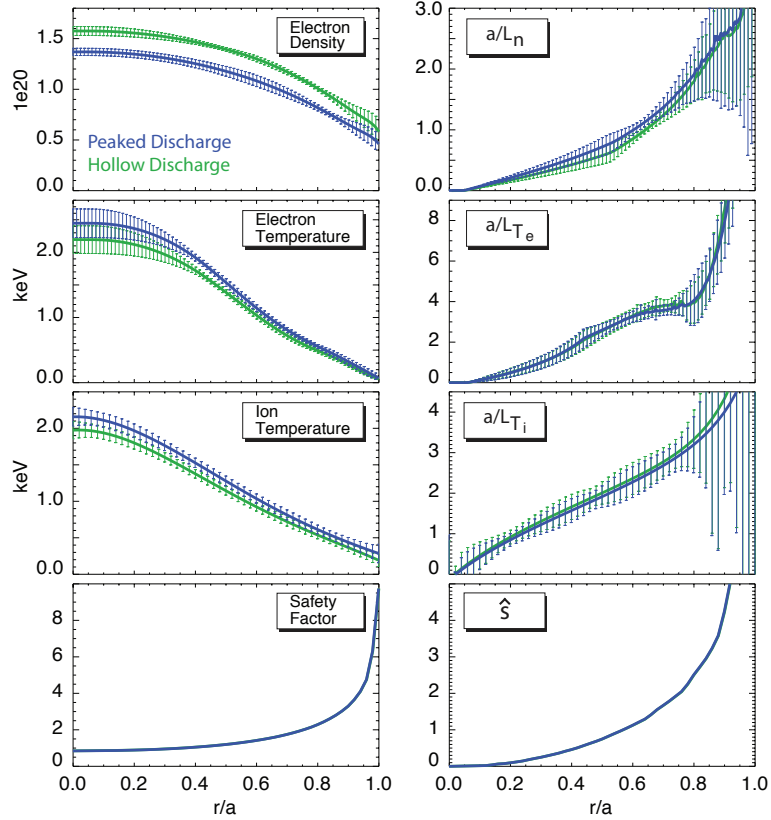 Electron
Density
1e20
1.5
1.0
0.5
0.0
Peaked Discharge
Hollow Discharge
a/Ln
3.0
2.0
1.0
0.0
Electron
Temperature
keV
2.0
1.0
0.0
a/LTe
8
6
4
2
0
Ion
Temperature
keV
2.0
1.0
0.0
a/LTi
4
3
2
1
0
Safety
Factor
8
6
4
2
0
0.0 0.2 0.4 0.6 0.8 1.0
r/a
ŝ
4
3
2
1
0
0.0 0.2 0.4 0.6 0.8 1.0
r/a